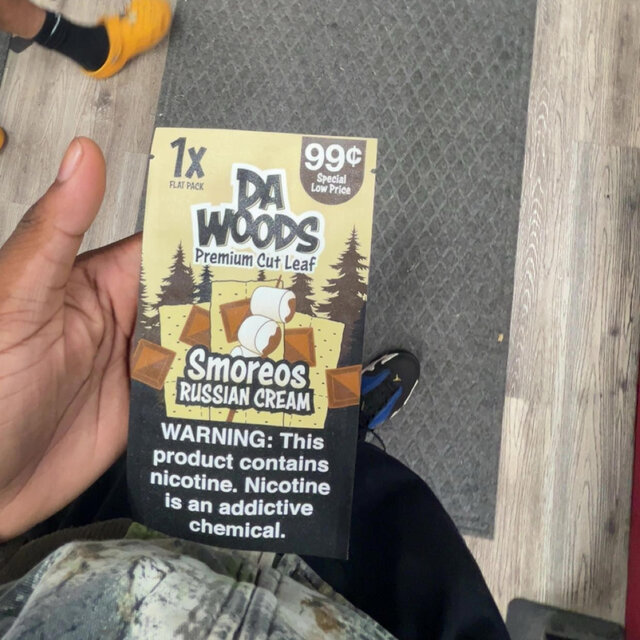 1x
FLAT PACK
99¢
Special
Low Price
DA
WOODS
Premium Cut Leaf
Smoreos
RUSSIAN CREAM
WARNING: This
product contains
nicotine. Nicotine
is an addictive
chemical.